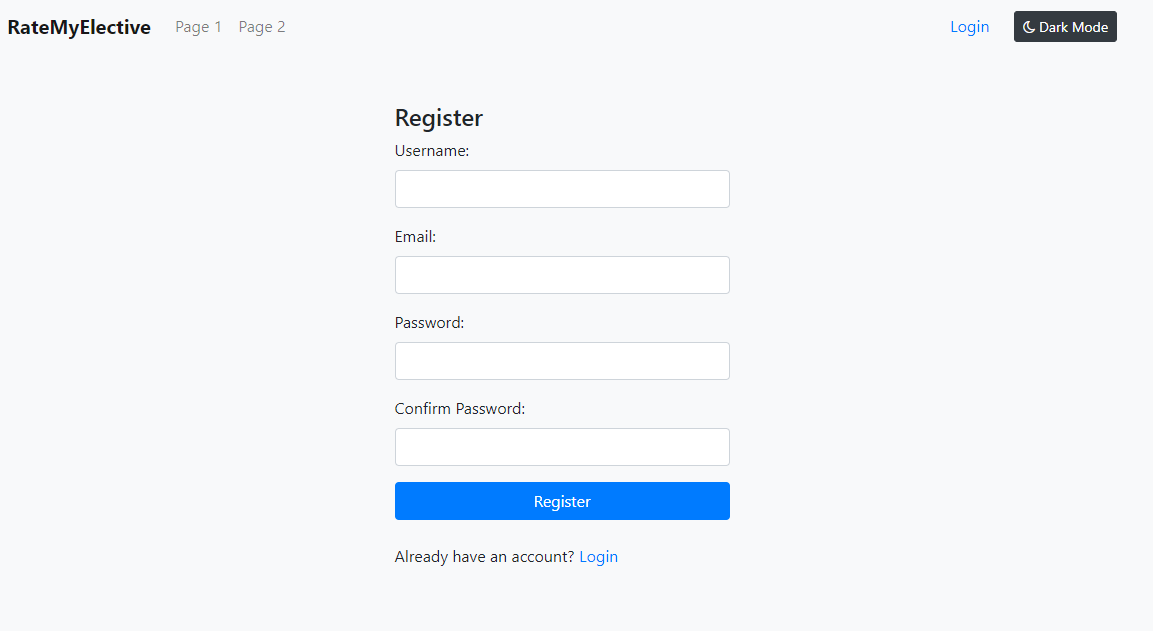 RateMyElective Page 1 Page 2 Login Dark Mode
Register
Username:
Email:
Password:
Confirm Password:
Register
Already have an account? Login